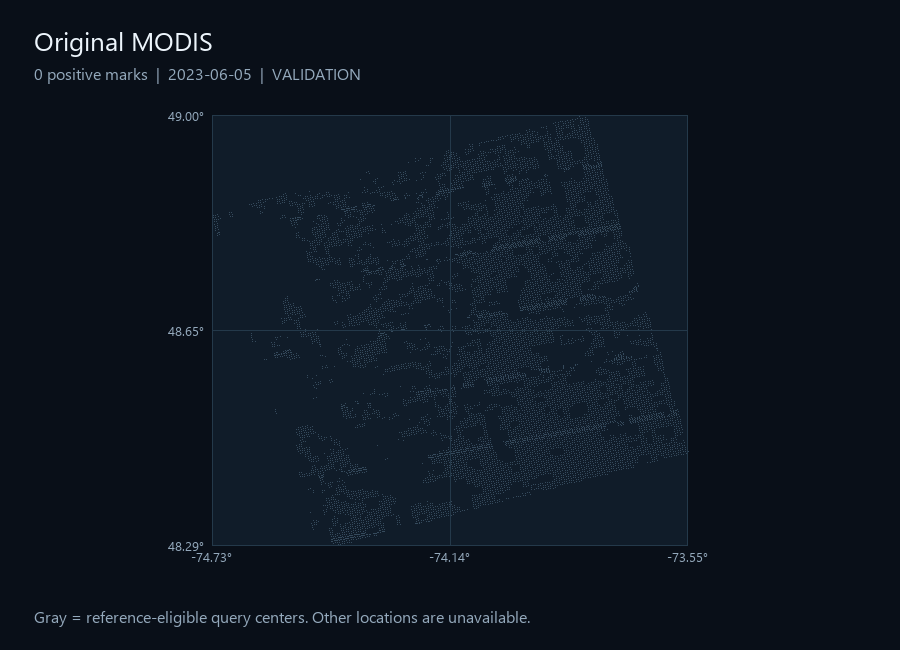 Original MODIS
0 positive marks | 2023-06-05 | VALIDATION
49.00°
48.65°
48.29°
-74.73°
-74.14°
-73.55°
Gray = reference-eligible query centers. Other locations are unavailable.